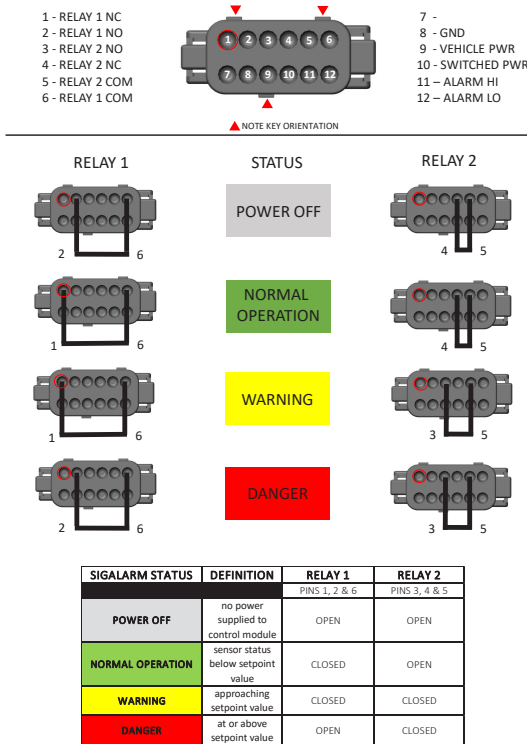 1 - RELAY 1 NC
2 - RELAY 1 NO
3 - RELAY 2 NO
4 - RELAY 2 NC
5 - RELAY 2 COM
6 - RELAY 1 COM
1 2 3 4 5 6
7 8 9 10 11 12
7 -
8 - GND
9 - VEHICLE PWR
10 - SWITCHED PWR
11 – ALARM HI
12 – ALARM LO
NOTE KEY ORIENTATION
RELAY 1
STATUS
RELAY 2
2 6
POWER OFF
4 5
1 6
NORMAL
OPERATION
4 5
1 6
WARNING
3 5
2 6
DANGER
3 5
SIGALARM STATUS DEFINITION RELAY 1 RELAY 2
PINS 1, 2 & 6 PINS 3, 4 & 5
POWER OFF
no power
supplied to
control module
OPEN OPEN
NORMAL OPERATION
sensor status
below setpoint
value
CLOSED OPEN
WARNING
approaching
setpoint value
CLOSED CLOSED
DANGER
at or above
setpoint value
OPEN CLOSED